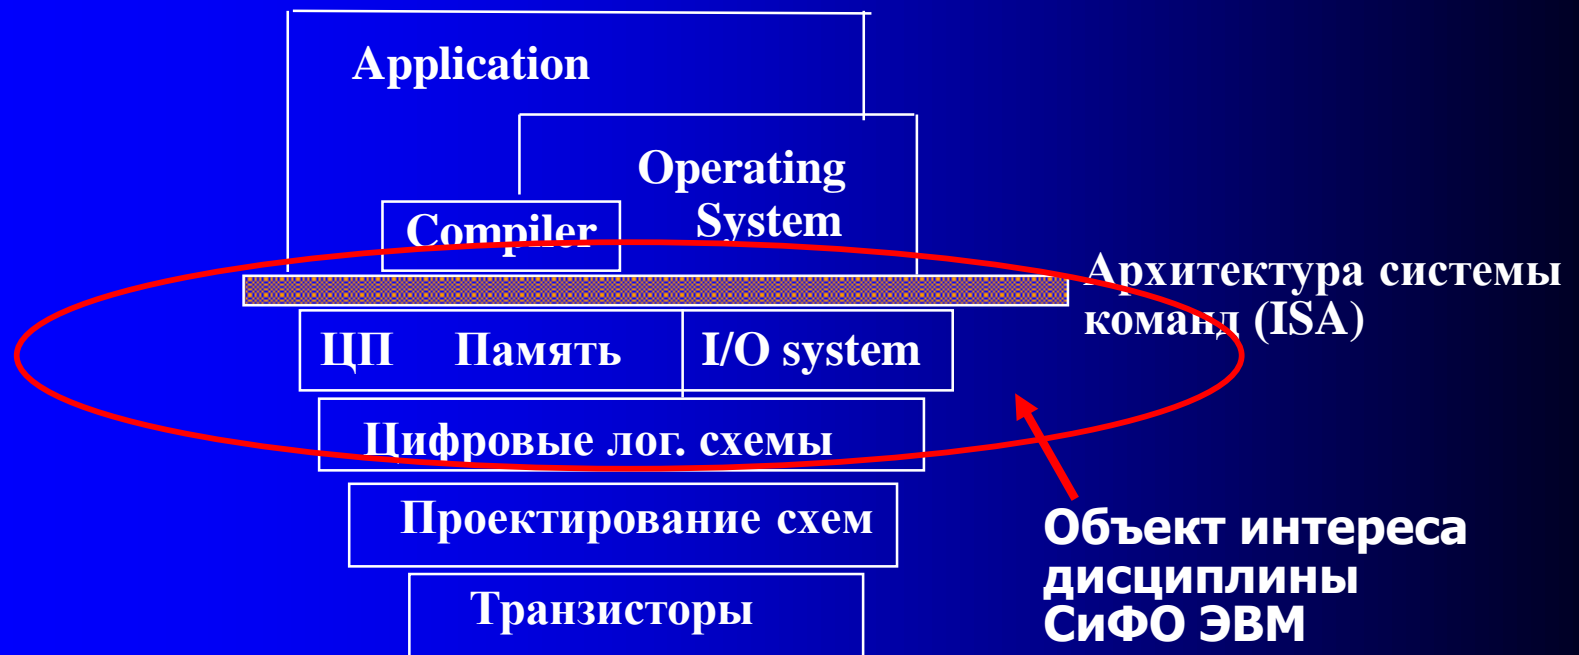 Application
Operating
System
Compiler
Архитектура системы
команд (ISA)
ЦП Память I/O system
Цифровые лог. схемы
Проектирование схем
Транзисторы
Объект интереса
дисциплины
СиФО ЭВМ